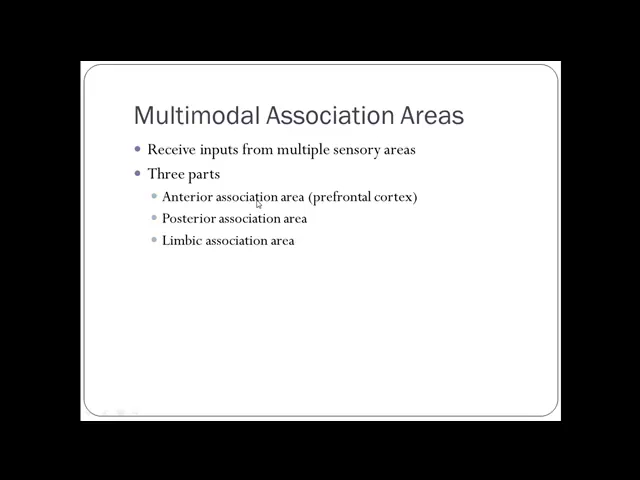 Multimodal Association Areas
• Receive inputs from multiple sensory areas
• Three parts
• Anterior association area (prefrontal cortex)
• Posterior association area
• Limbic association area